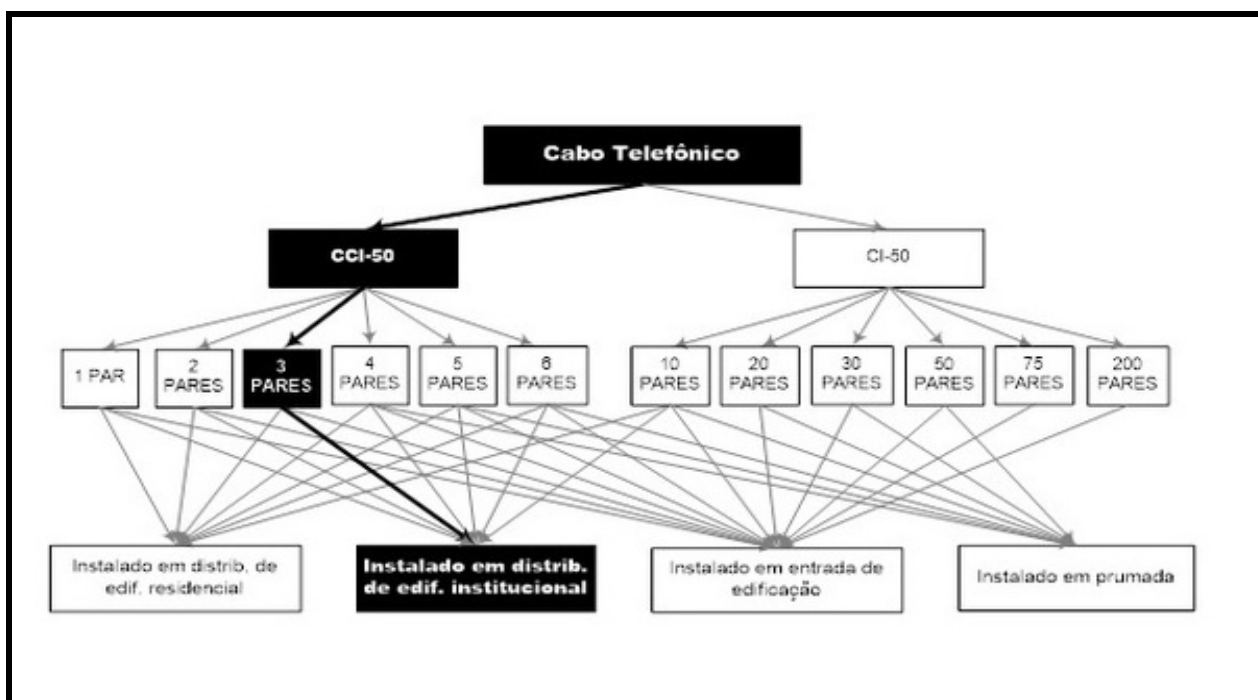 Cabo Telefônico
CCI-50
CI-50
1 PAR
2
PARES
3
PARES
4
PARES
5
PARES
6
PARES
10
PARES
20
PARES
30
PARES
50
PARES
75
PARES
200
PARES
Instalado em distrib. de
edif. residencial
Instalado em distrib.
de edif. institucional
Instalado em entrada de
edificação
Instalado em prumada